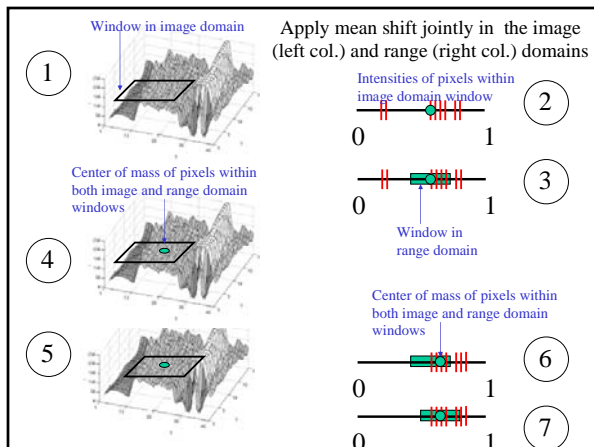 Window in image domain
Apply mean shift jointly in the image
(left col.) and range (right col.) domains
1
Intensities of pixels within
image domain window
2
0 1
3
0 1
Window in
range domain
Center of mass of pixels within
both image and range domain
windows
4
Center of mass of pixels within
both image and range domain
windows
5
6
0 1
7
0 1